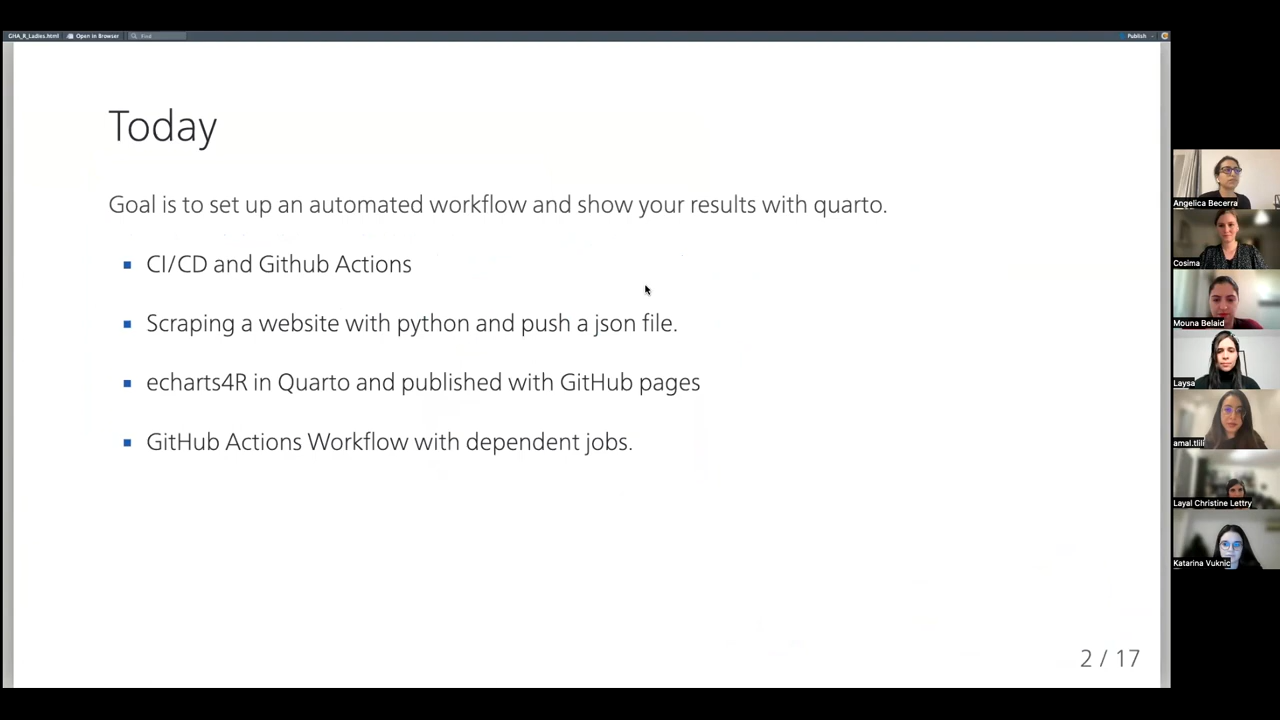 GHA_R_Ladies.html Open in Browser Find Publish
Today
Goal is to set up an automated workflow and show your results with quarto.
CI/CD and Github Actions
Scraping a website with python and push a json file.
echarts4R in Quarto and published with GitHub pages
GitHub Actions Workflow with dependent jobs.
2 / 17
Angelica Becerra
Cosima
Mouna Belaid
Laysa
amal.tlili
Layal Christine Lettry
Katarina Vuknic